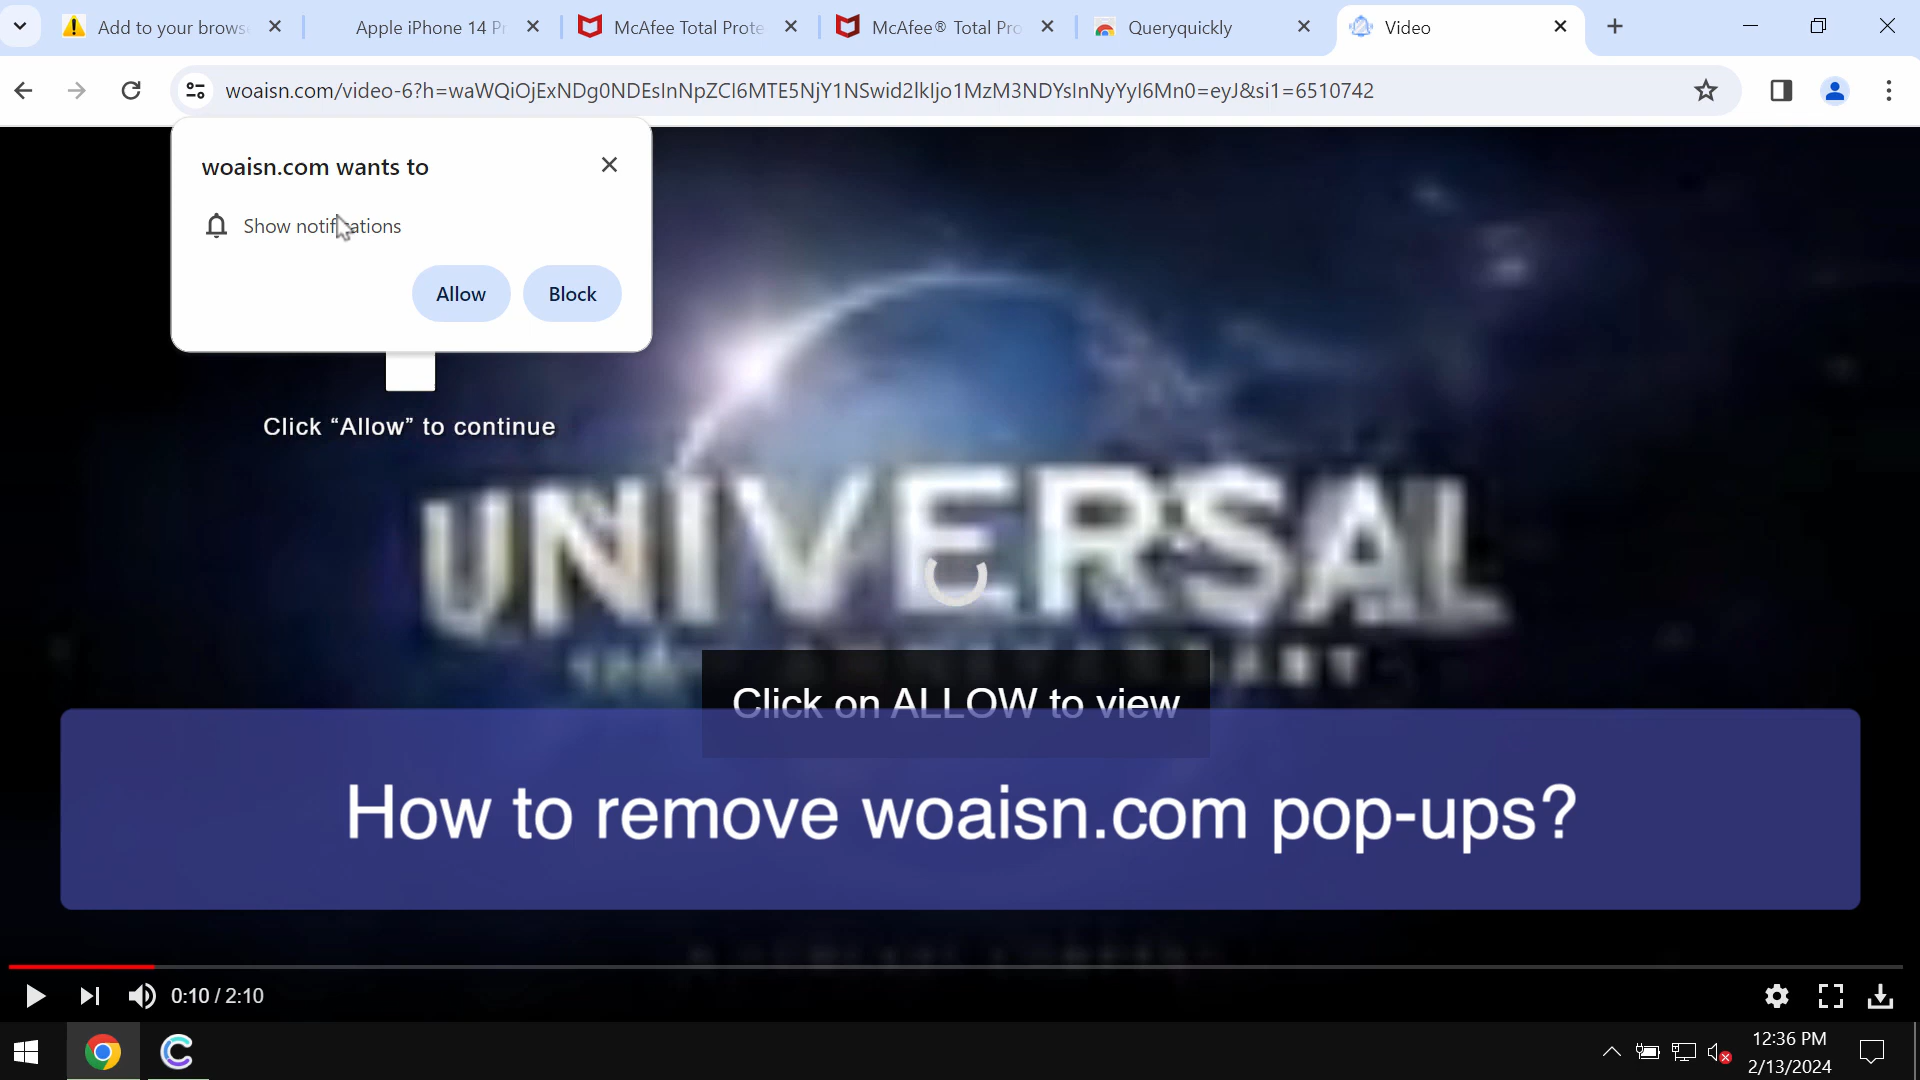 Add to your brows
Apple iPhone 14 Pr
McAfee Total Prote
McAfee® Total Pro
Queryquickly
Video
woaisn.com/video-6?h=waWQiOjExNDg0NDEsInNpZCI6MTE5NjY1NSwid2lkIjo1MzM3NDYsInNyYyI6Mn0=eyJ&si1=6510742
woaisn.com wants to
Show notifications
Allow
Block
Click “Allow” to continue
UNIVERSAL
Click on ALLOW to view
How to remove woaisn.com pop-ups?
0:10 / 2:10
12:36 PM
2/13/2024